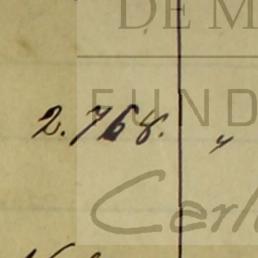 DE M
FUND
2.768. "
Carl